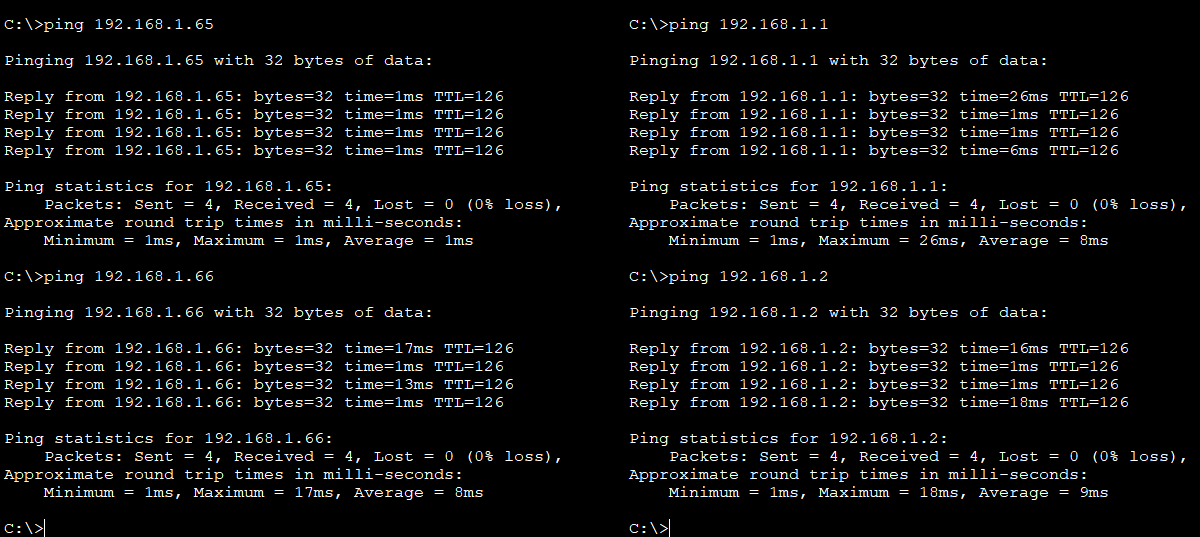 C:\>ping 192.168.1.65
Pinging 192.168.1.65 with 32 bytes of data:
Reply from 192.168.1.65: bytes=32 time=1ms TTL=126
Reply from 192.168.1.65: bytes=32 time=1ms TTL=126
Reply from 192.168.1.65: bytes=32 time=1ms TTL=126
Reply from 192.168.1.65: bytes=32 time=1ms TTL=126
Ping statistics for 192.168.1.65:
Packets: Sent = 4, Received = 4, Lost = 0 (0% loss),
Approximate round trip times in milli-seconds:
Minimum = 1ms, Maximum = 1ms, Average = 1ms
C:\>ping 192.168.1.66
Pinging 192.168.1.66 with 32 bytes of data:
Reply from 192.168.1.66: bytes=32 time=17ms TTL=126
Reply from 192.168.1.66: bytes=32 time=1ms TTL=126
Reply from 192.168.1.66: bytes=32 time=13ms TTL=126
Reply from 192.168.1.66: bytes=32 time=1ms TTL=126
Ping statistics for 192.168.1.66:
Packets: Sent = 4, Received = 4, Lost = 0 (0% loss),
Approximate round trip times in milli-seconds:
Minimum = 1ms, Maximum = 17ms, Average = 8ms
C:\>
C:\>ping 192.168.1.1
Pinging 192.168.1.1 with 32 bytes of data:
Reply from 192.168.1.1: bytes=32 time=26ms TTL=126
Reply from 192.168.1.1: bytes=32 time=1ms TTL=126
Reply from 192.168.1.1: bytes=32 time=1ms TTL=126
Reply from 192.168.1.1: bytes=32 time=6ms TTL=126
Ping statistics for 192.168.1.1:
Packets: Sent = 4, Received = 4, Lost = 0 (0% loss),
Approximate round trip times in milli-seconds:
Minimum = 1ms, Maximum = 26ms, Average = 8ms
C:\>ping 192.168.1.2
Pinging 192.168.1.2 with 32 bytes of data:
Reply from 192.168.1.2: bytes=32 time=16ms TTL=126
Reply from 192.168.1.2: bytes=32 time=1ms TTL=126
Reply from 192.168.1.2: bytes=32 time=1ms TTL=126
Reply from 192.168.1.2: bytes=32 time=18ms TTL=126
Ping statistics for 192.168.1.2:
Packets: Sent = 4, Received = 4, Lost = 0 (0% loss),
Approximate round trip times in milli-seconds:
Minimum = 1ms, Maximum = 18ms, Average = 9ms
C:\>